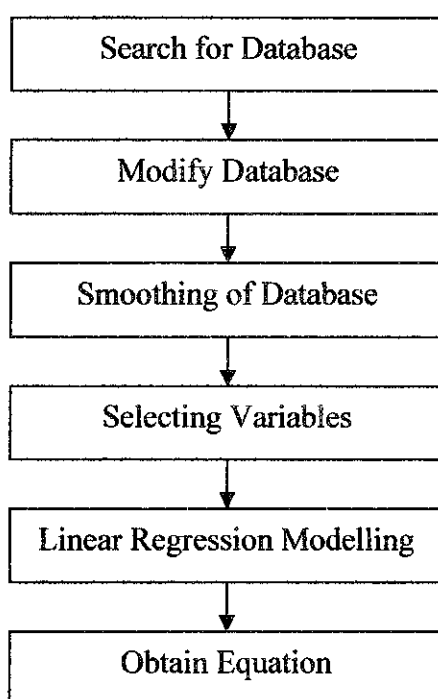 Search for Database
Modify Database
Smoothing of Database
Selecting Variables
Linear Regression Modelling
Obtain Equation